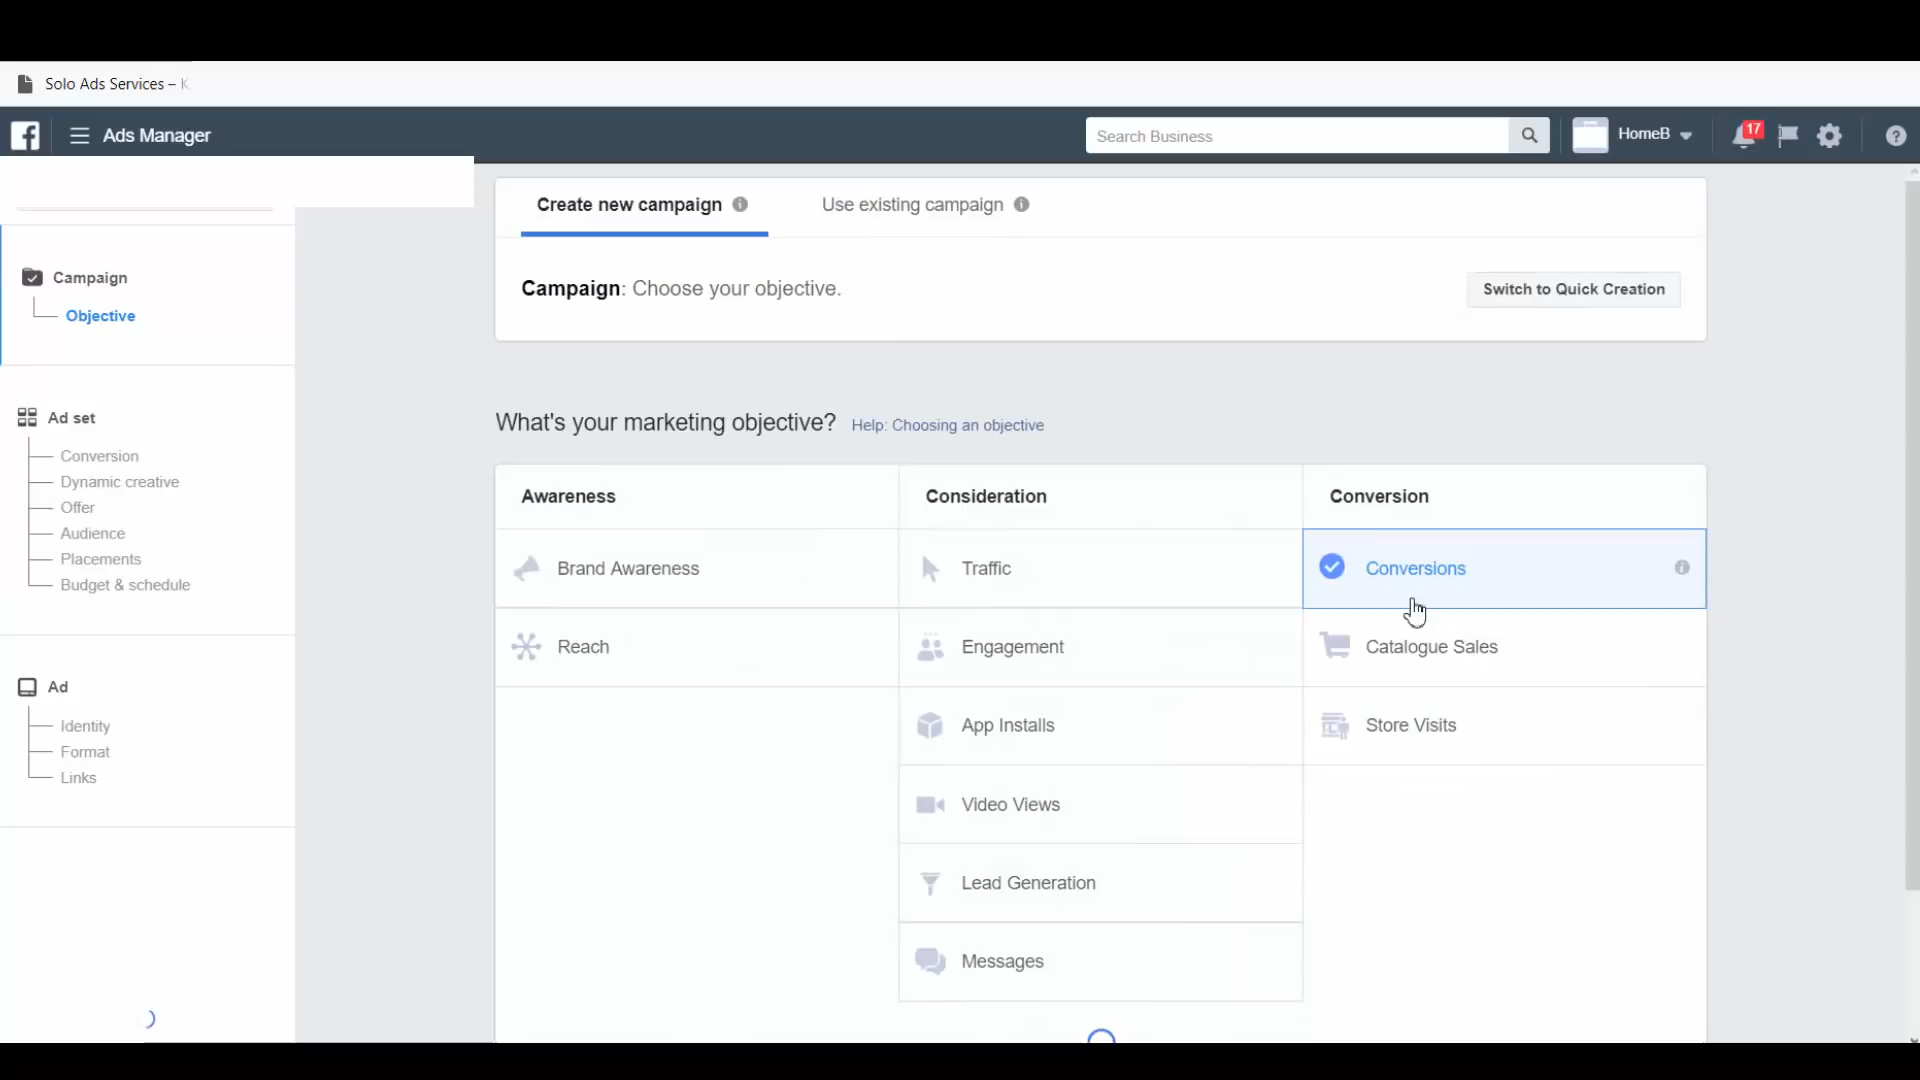 Solo Ads Services –
Ads Manager
Search Business
HomeB
17
Create new campaign
Use existing campaign
Campaign: Choose your objective.
Switch to Quick Creation
Campaign
Objective
Ad set
Conversion
Dynamic creative
Offer
Audience
Placements
Budget & schedule
Ad
Identity
Format
Links
What's your marketing objective? Help: Choosing an objective
Awareness
Brand Awareness
Reach
Consideration
Traffic
Engagement
App Installs
Video Views
Lead Generation
Messages
Conversion
Conversions
Catalogue Sales
Store Visits